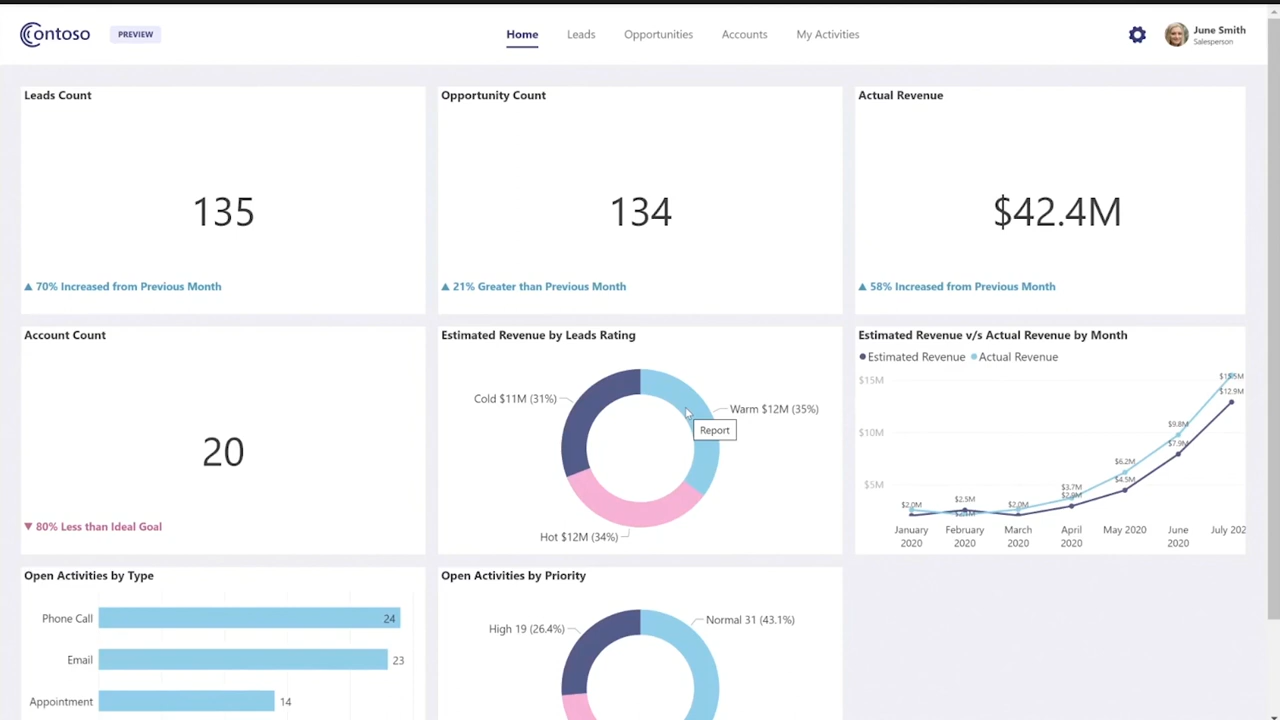 Contoso
PREVIEW
Home
Leads
Opportunities
Accounts
My Activities
June Smith
Salesperson
Leads Count
135
▲ 70% Increased from Previous Month
Opportunity Count
134
▲ 21% Greater than Previous Month
Actual Revenue
$42.4M
▲ 58% Increased from Previous Month
Account Count
20
▼ 80% Less than Ideal Goal
Estimated Revenue by Leads Rating
Cold $11M (31%)
Warm $12M (35%)
Report
Hot $12M (34%)
Estimated Revenue v/s Actual Revenue by Month
Estimated Revenue
Actual Revenue
$15M
$10M
$5M
$2.0M
$2.5M
$2.0M
$3.7M
$6.2M
$4.5M
$9.8M
$7.9M
$12.9M
January
2020
February
2020
March
2020
April
2020
May 2020
June
2020
July 202
Open Activities by Type
Phone Call
24
Email
23
Appointment
14
Open Activities by Priority
High 19 (26.4%)
Normal 31 (43.1%)